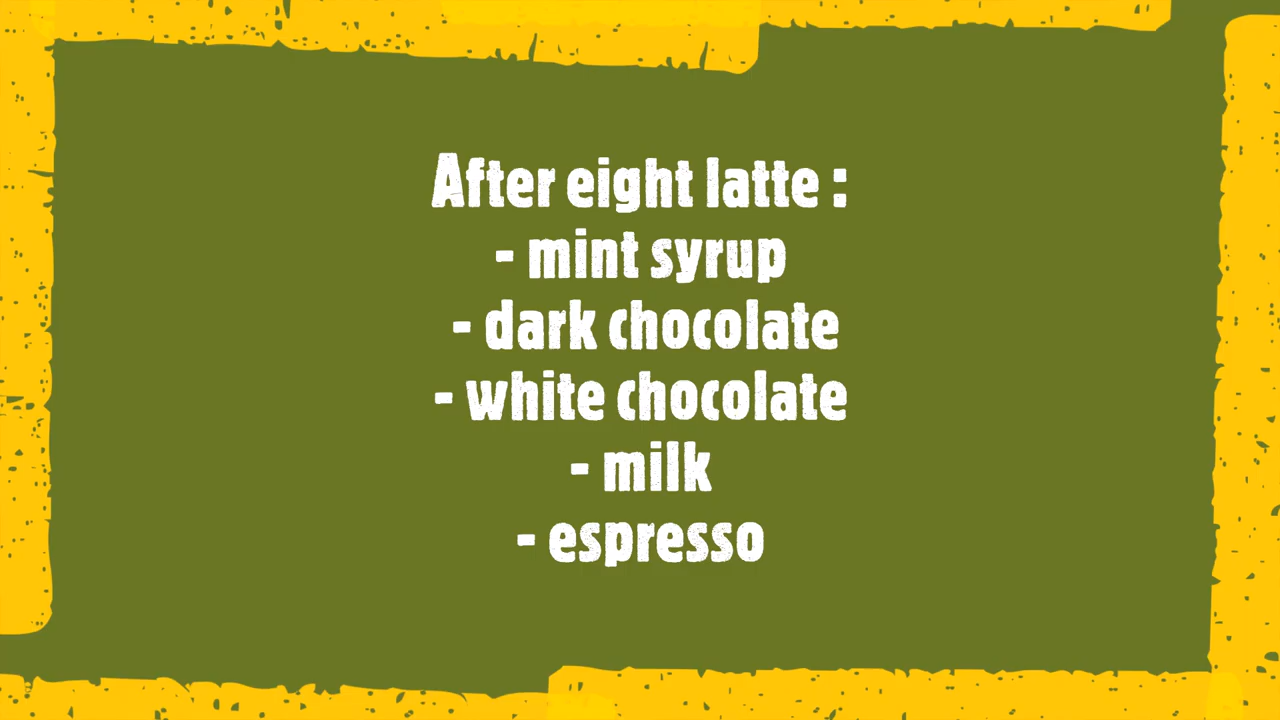 After eight latte :
- mint syrup
- dark chocolate
- white chocolate
- milk
- espresso